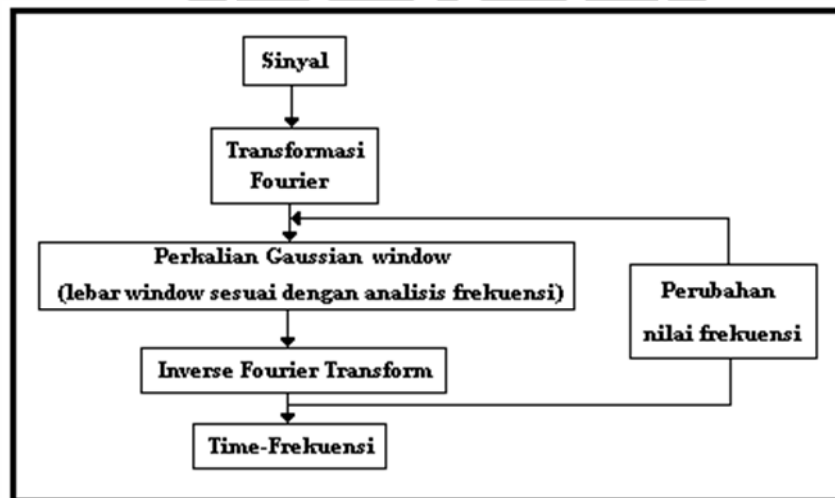 Sinyal
Transformasi
Fourier
Perkalian Gaussian window
(lebar window sesuai dengan analisis frekuensi)
Perubahan
nilai frekuensi
Inverse Fourier Transform
Time-Frekuensi